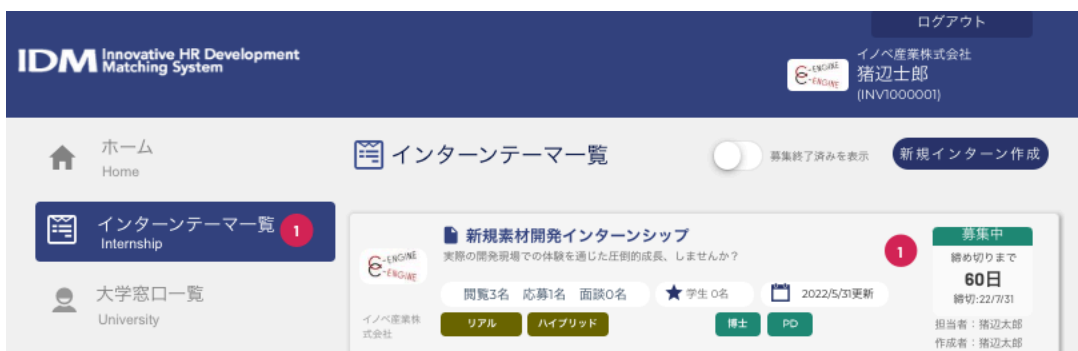 ログアウト
IDM Innovative HR Development
Matching System
イノベ産業株式会社
猪辺士郎
(INV1000001)
E-ENGINE
E-ENGINE
ホーム
Home
インターンテーマ一覧
募集終了済みを表示
新規インターン作成
インターンテーマ一覧
Internship
1
大学窓口一覧
University
E-ENGINE
E-ENGINE
イノベ産業株
式会社
新規素材開発インターンシップ
実際の開発現場での体験を通じた圧倒的成長、しませんか？
閲覧3名 応募1名 面談0名
学生 0名
2022/5/31更新
リアル
ハイブリッド
博士
PD
1
募集中
締め切りまで
60日
締切:22/7/31
担当者：猪辺太郎
作成者：猪辺太郎